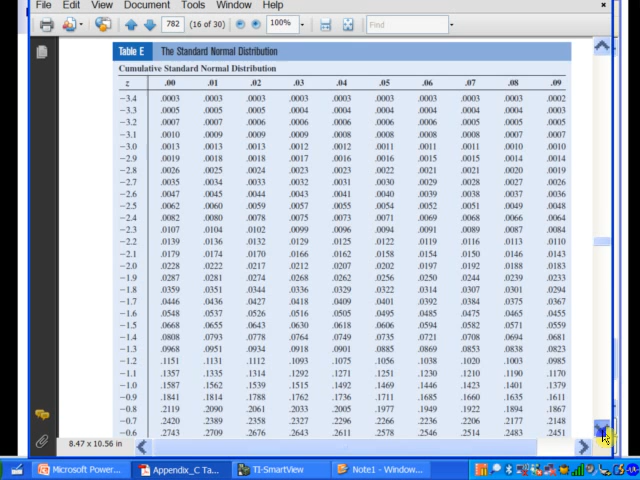 File Edit View Document Tools Window Help
782 (16 of 30) 100% Find
Table E The Standard Normal Distribution
Cumulative Standard Normal Distribution
z .00 .01 .02 .03 .04 .05 .06 .07 .08 .09
−3.4 .0003 .0003 .0003 .0003 .0003 .0003 .0003 .0003 .0003 .0002
−3.3 .0005 .0005 .0005 .0004 .0004 .0004 .0004 .0004 .0004 .0003
−3.2 .0007 .0007 .0006 .0006 .0006 .0006 .0006 .0005 .0005 .0005
−3.1 .0010 .0009 .0009 .0009 .0008 .0008 .0008 .0008 .0007 .0007
−3.0 .0013 .0013 .0013 .0012 .0012 .0011 .0011 .0011 .0010 .0010
−2.9 .0019 .0018 .0018 .0017 .0016 .0016 .0015 .0015 .0014 .0014
−2.8 .0026 .0025 .0024 .0023 .0023 .0022 .0021 .0021 .0020 .0019
−2.7 .0035 .0034 .0033 .0032 .0031 .0030 .0029 .0028 .0027 .0026
−2.6 .0047 .0045 .0044 .0043 .0041 .0040 .0039 .0038 .0037 .0036
−2.5 .0062 .0060 .0059 .0057 .0055 .0054 .0052 .0051 .0049 .0048
−2.4 .0082 .0080 .0078 .0075 .0073 .0071 .0069 .0068 .0066 .0064
−2.3 .0107 .0104 .0102 .0099 .0096 .0094 .0091 .0089 .0087 .0084
−2.2 .0139 .0136 .0132 .0129 .0125 .0122 .0119 .0116 .0113 .0110
−2.1 .0179 .0174 .0170 .0166 .0162 .0158 .0154 .0150 .0146 .0143
−2.0 .0228 .0222 .0217 .0212 .0207 .0202 .0197 .0192 .0188 .0183
−1.9 .0287 .0281 .0274 .0268 .0262 .0256 .0250 .0244 .0239 .0233
−1.8 .0359 .0351 .0344 .0336 .0329 .0322 .0314 .0307 .0301 .0294
−1.7 .0446 .0436 .0427 .0418 .0409 .0401 .0392 .0384 .0375 .0367
−1.6 .0548 .0537 .0526 .0516 .0505 .0495 .0485 .0475 .0465 .0455
−1.5 .0668 .0655 .0643 .0630 .0618 .0606 .0594 .0582 .0571 .0559
−1.4 .0808 .0793 .0778 .0764 .0749 .0735 .0721 .0708 .0694 .0681
−1.3 .0968 .0951 .0934 .0918 .0901 .0885 .0869 .0853 .0838 .0823
−1.2 .1151 .1131 .1112 .1093 .1075 .1056 .1038 .1020 .1003 .0985
−1.1 .1357 .1335 .1314 .1292 .1271 .1251 .1230 .1210 .1190 .1170
−1.0 .1587 .1562 .1539 .1515 .1492 .1469 .1446 .1423 .1401 .1379
−0.9 .1841 .1814 .1788 .1762 .1736 .1711 .1685 .1660 .1635 .1611
−0.8 .2119 .2090 .2061 .2033 .2005 .1977 .1949 .1922 .1894 .1867
−0.7 .2420 .2389 .2358 .2327 .2296 .2266 .2236 .2206 .2177 .2148
−0.6 .2743 .2709 .2676 .2643 .2611 .2578 .2546 .2514 .2483 .2451
8.47 x 10.56 in
Microsoft Power... Appendix_C Ta... TI-SmartView Note1 - Window...